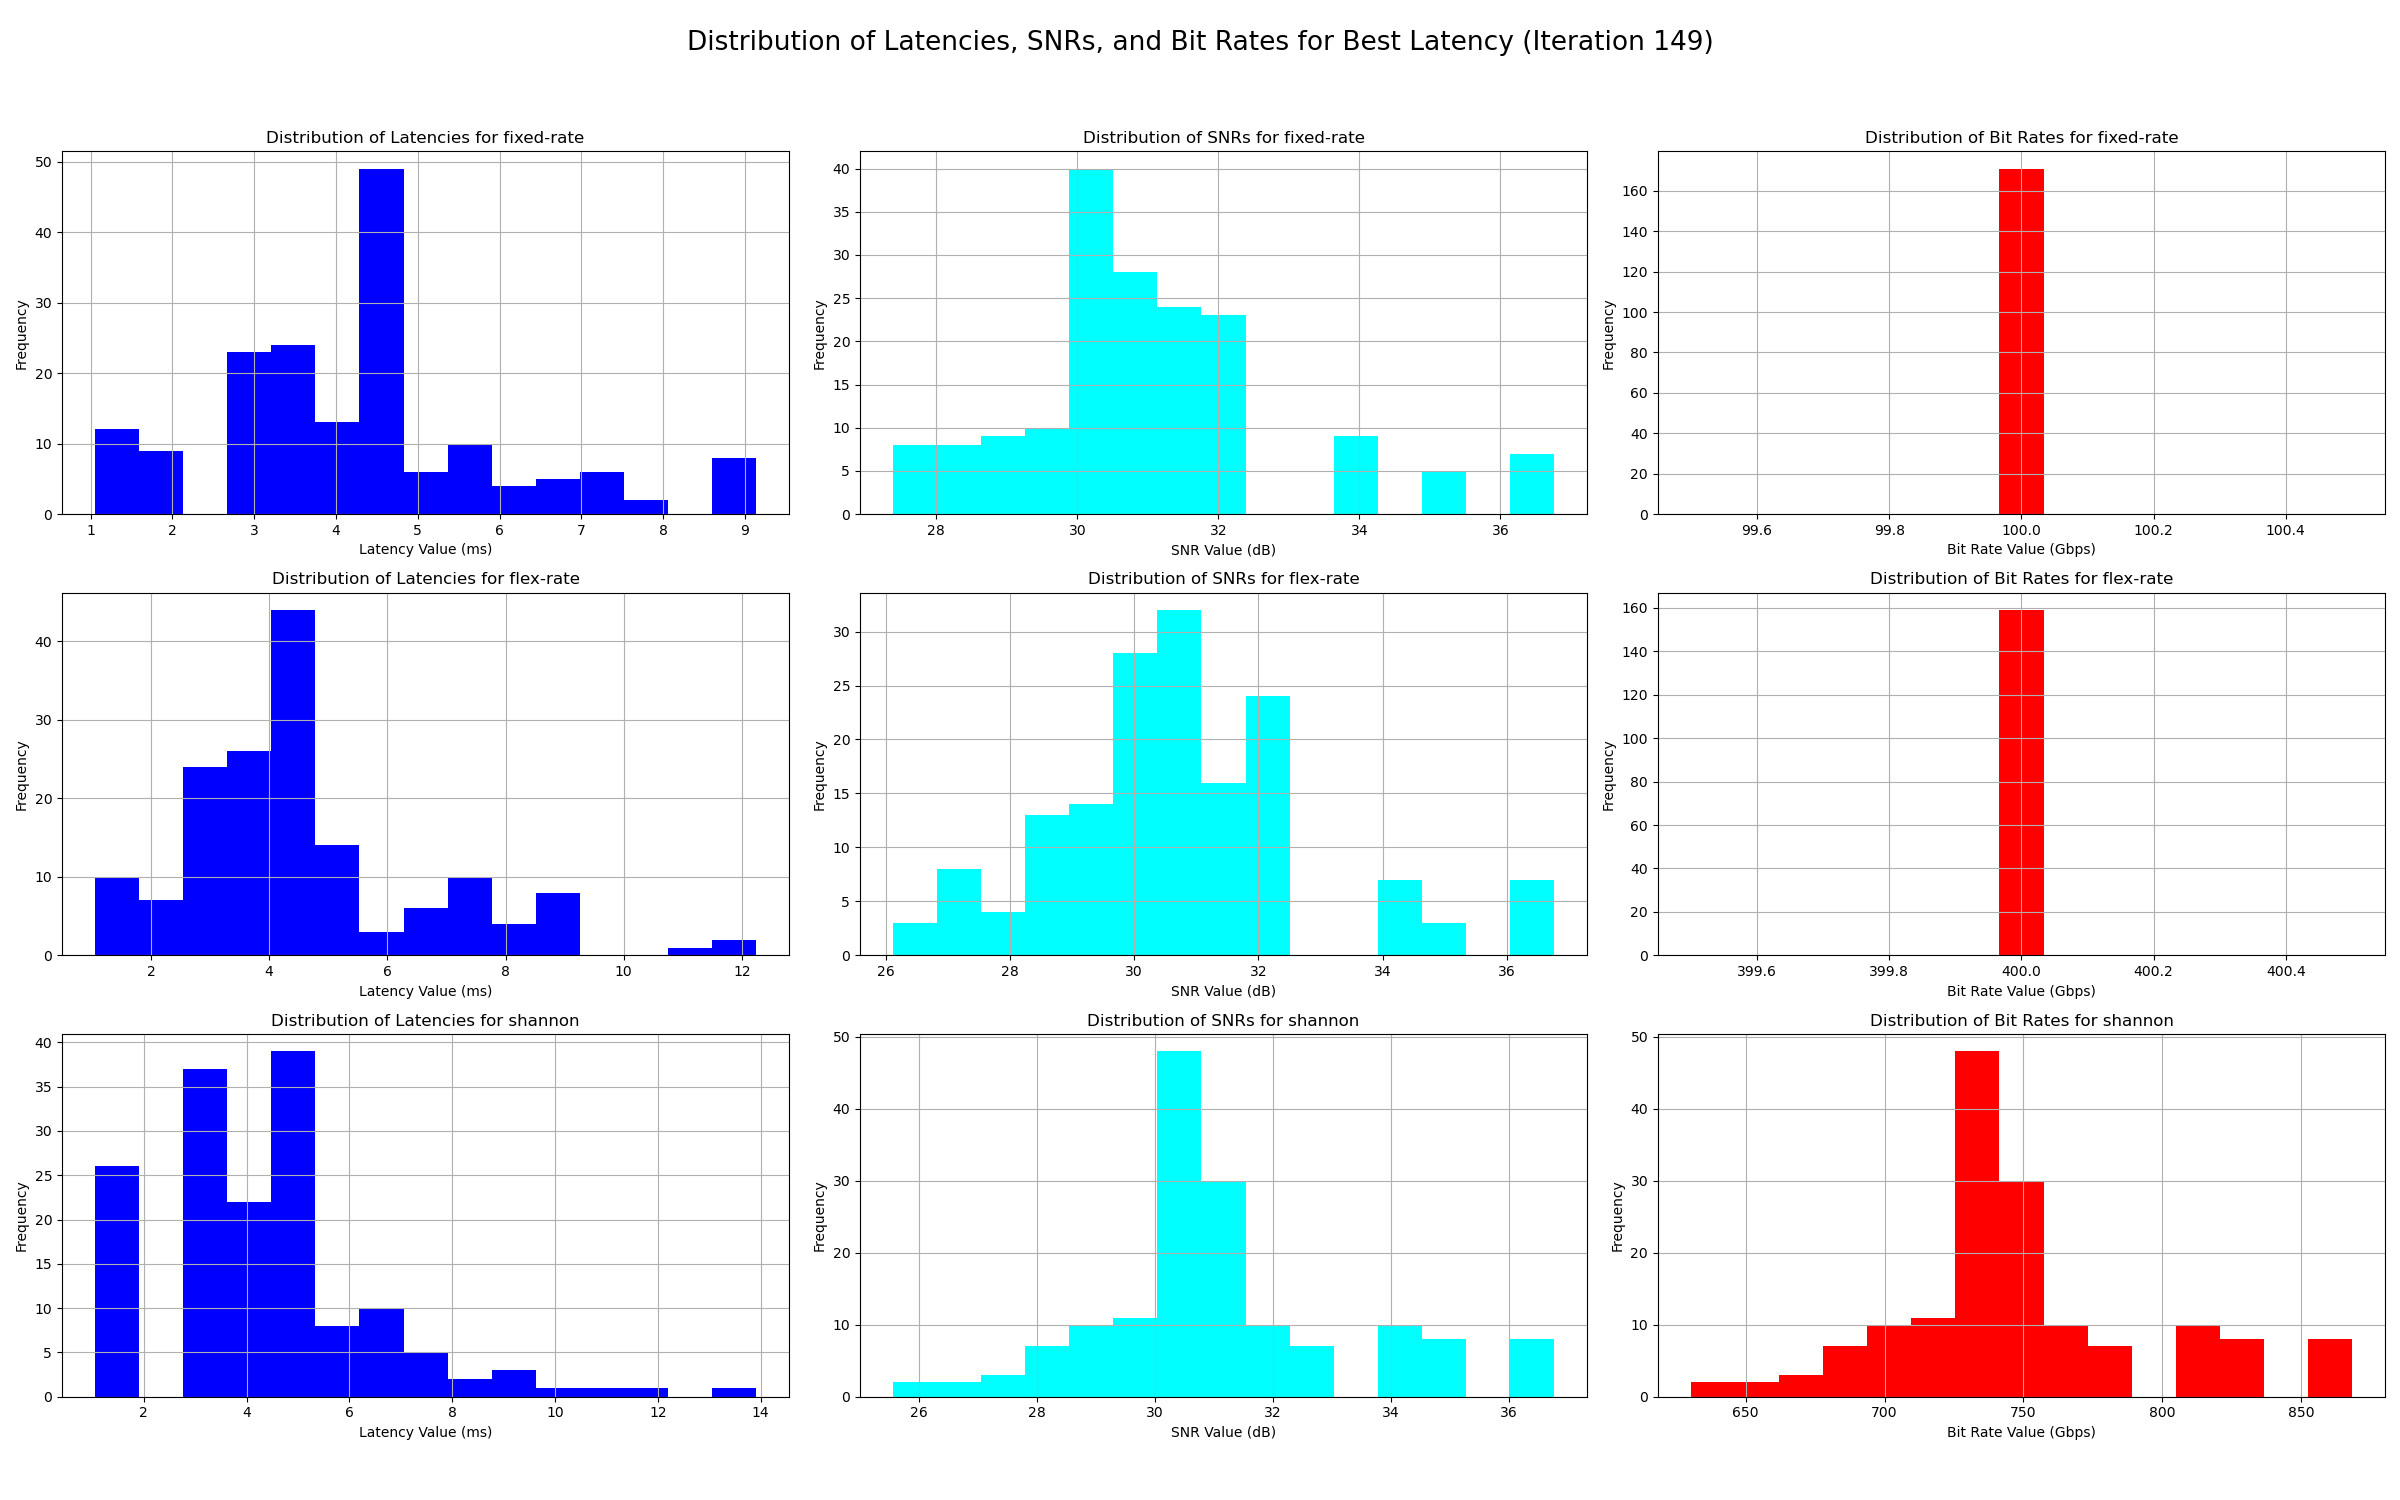 Distribution of Latencies, SNRs, and Bit Rates for Best Latency (Iteration 149)
Distribution of Latencies for fixed-rate
Frequency
50
40
30
20
10
0
1 2 3 4 5 6 7 8 9
Latency Value (ms)
Distribution of SNRs for fixed-rate
Frequency
40
35
30
25
20
15
10
5
0
28 30 32 34 36
SNR Value (dB)
Distribution of Bit Rates for fixed-rate
Frequency
160
140
120
100
80
60
40
20
0
99.6 99.8 100.0 100.2 100.4
Bit Rate Value (Gbps)
Distribution of Latencies for flex-rate
Frequency
40
30
20
10
0
2 4 6 8 10 12
Latency Value (ms)
Distribution of SNRs for flex-rate
Frequency
30
25
20
15
10
5
0
26 28 30 32 34 36
SNR Value (dB)
Distribution of Bit Rates for flex-rate
Frequency
160
140
120
100
80
60
40
20
0
399.6 399.8 400.0 400.2 400.4
Bit Rate Value (Gbps)
Distribution of Latencies for shannon
Frequency
40
35
30
25
20
15
10
5
0
2 4 6 8 10 12 14
Latency Value (ms)
Distribution of SNRs for shannon
Frequency
50
40
30
20
10
0
26 28 30 32 34 36
SNR Value (dB)
Distribution of Bit Rates for shannon
Frequency
50
40
30
20
10
0
650 700 750 800 850
Bit Rate Value (Gbps)